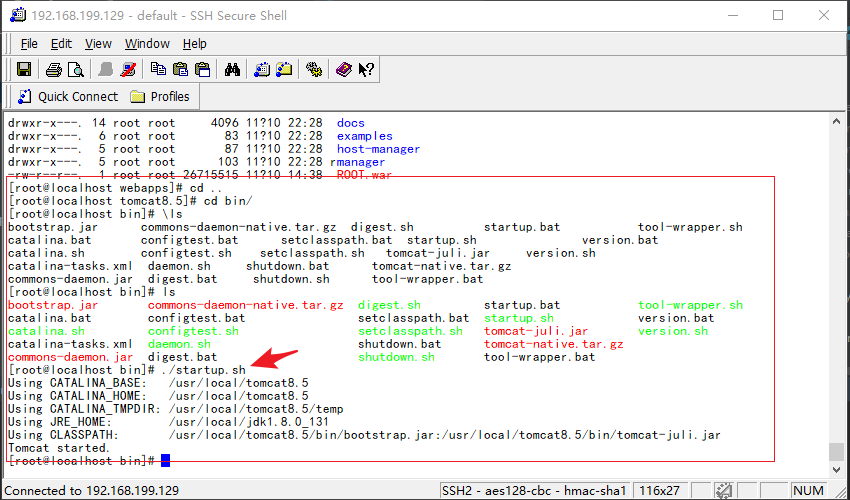 192.168.199.129 - default - SSH Secure Shell
File Edit View Window Help
Quick Connect Profiles
drwxr-x---. 14 root root 4096 11?10 22:28 docs
drwxr-x---. 6 root root 83 11?10 22:28 examples
drwxr-x---. 5 root root 87 11?10 22:28 host-manager
drwxr-x---. 5 root root 103 11?10 22:28 rmanager
-rw-r--r--. 1 root root 26715515 11?10 14:38 ROOT.war
[root@localhost webapps]# cd ..
[root@localhost tomcat8.5]# cd bin/
[root@localhost bin]# \ls
bootstrap.jar commons-daemon-native.tar.gz digest.sh startup.bat tool-wrapper.sh
catalina.bat configtest.bat setclasspath.bat startup.sh version.bat
catalina.sh configtest.sh setclasspath.sh tomcat-juli.jar version.sh
catalina-tasks.xml daemon.sh shutdown.bat tomcat-native.tar.gz
commons-daemon.jar digest.bat shutdown.sh tool-wrapper.bat
[root@localhost bin]# ls
bootstrap.jar commons-daemon-native.tar.gz digest.sh startup.bat tool-wrapper.sh
catalina.bat configtest.bat setclasspath.bat startup.sh version.bat
catalina.sh configtest.sh setclasspath.sh tomcat-juli.jar version.sh
catalina-tasks.xml daemon.sh shutdown.bat tomcat-native.tar.gz
commons-daemon.jar digest.bat shutdown.sh tool-wrapper.bat
[root@localhost bin]# ./startup.sh
Using CATALINA_BASE: /usr/local/tomcat8.5
Using CATALINA_HOME: /usr/local/tomcat8.5
Using CATALINA_TMPDIR: /usr/local/tomcat8.5/temp
Using JRE_HOME: /usr/local/jdk1.8.0_131
Using CLASSPATH: /usr/local/tomcat8.5/bin/bootstrap.jar:/usr/local/tomcat8.5/bin/tomcat-juli.jar
Tomcat started.
[root@localhost bin]#
Connected to 192.168.199.129 SSH2 - aes128-cbc - hmac-sha1 116x27 NUM